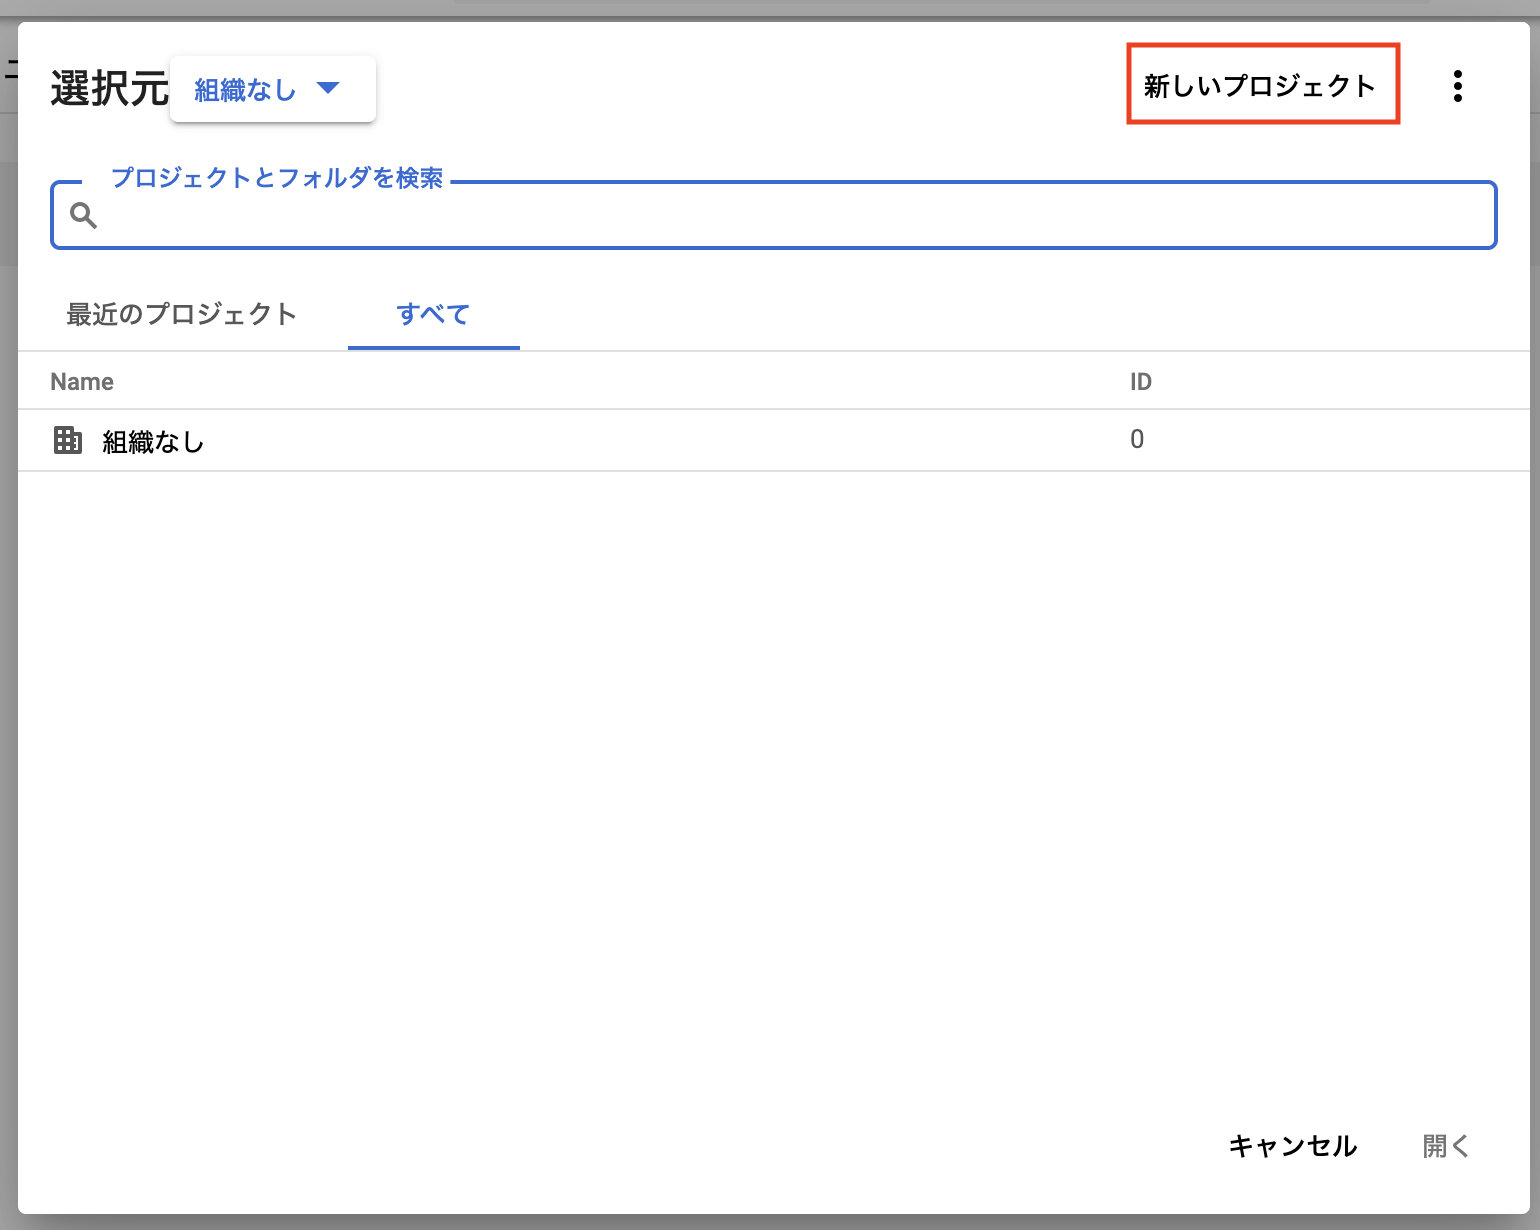 選択元 組織なし 新しいプロジェクト
プロジェクトとフォルダを検索
最近のプロジェクト すべて
Name ID
組織なし 0
キャンセル 開く